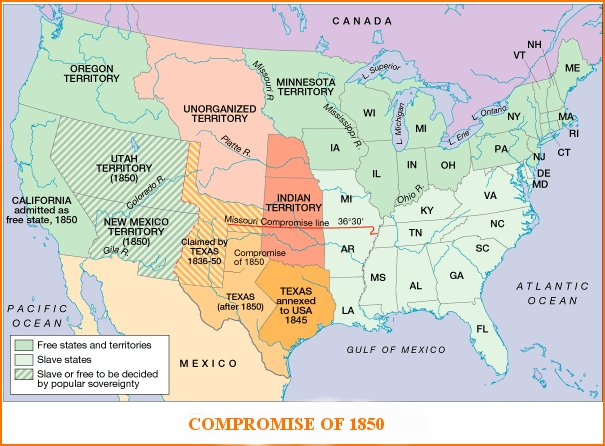 CANADA
OREGON
TERRITORY
Missouri R.
MINNESOTA
TERRITORY
L. Superior
NH
VT
ME
UNORGANIZED
TERRITORY
Mississippi R.
WI
L. Michigan
MI
L. Ontario
L. Erie
NY
MA
RI
CT
Platte R.
IA
IL
IN
OH
PA
NJ
DE
MD
UTAH
TERRITORY
(1850)
Colorado R.
CALIFORNIA
admitted as
free state, 1850
INDIAN
TERRITORY
MI
Ohio R.
KY
VA
NEW MEXICO
TERRITORY
(1850)
Missouri Compromise line
36°30'
TN
NC
Gila R.
Claimed by
TEXAS
1836-50
Compromise
of 1850
AR
SC
MS
AL
GA
TEXAS
(after 1850)
TEXAS
annexed
to USA
1845
LA
FL
PACIFIC
OCEAN
ATLANTIC
OCEAN
GULF OF MEXICO
MEXICO
Free states and territories
Slave states
Slave or free to be decided
by popular sovereignty
COMPROMISE OF 1850